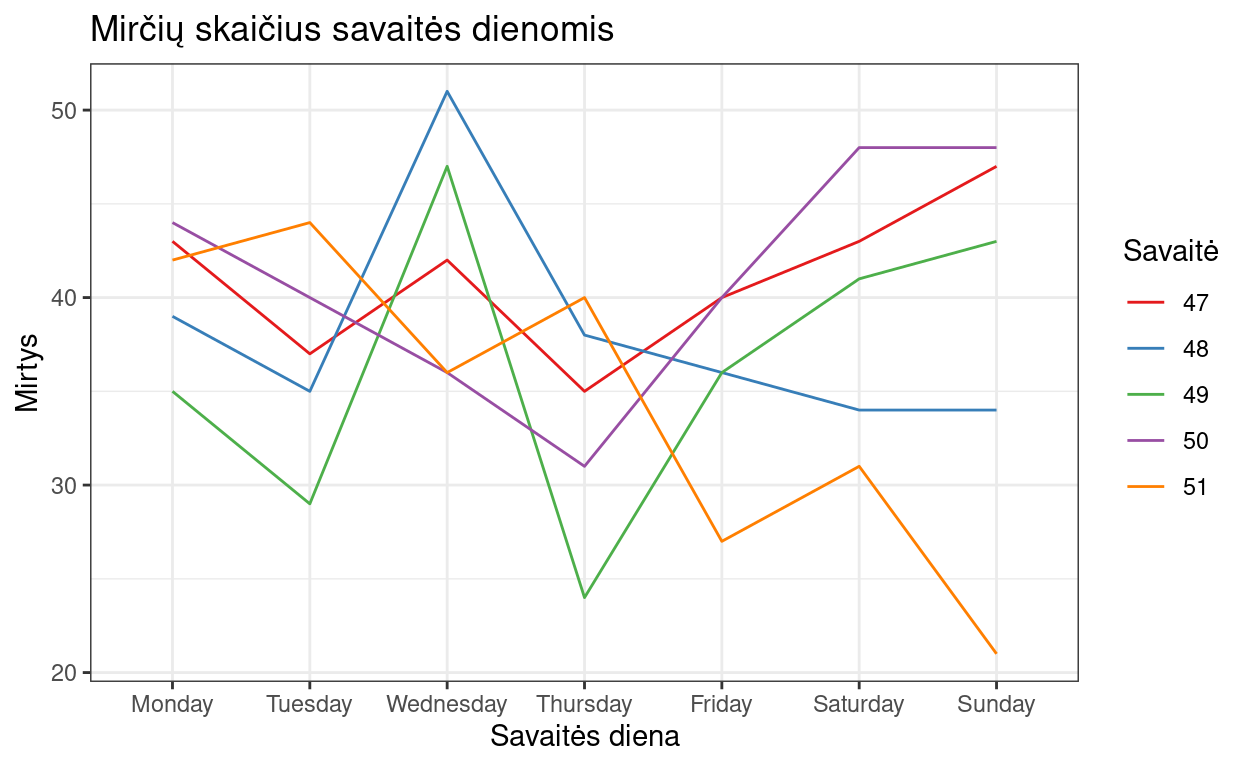 Mirčių skaičius savaitės dienomis
Mirtys
50
40
30
20
Monday Tuesday Wednesday Thursday Friday Saturday Sunday
Savaitės diena
Savaitė
47
48
49
50
51